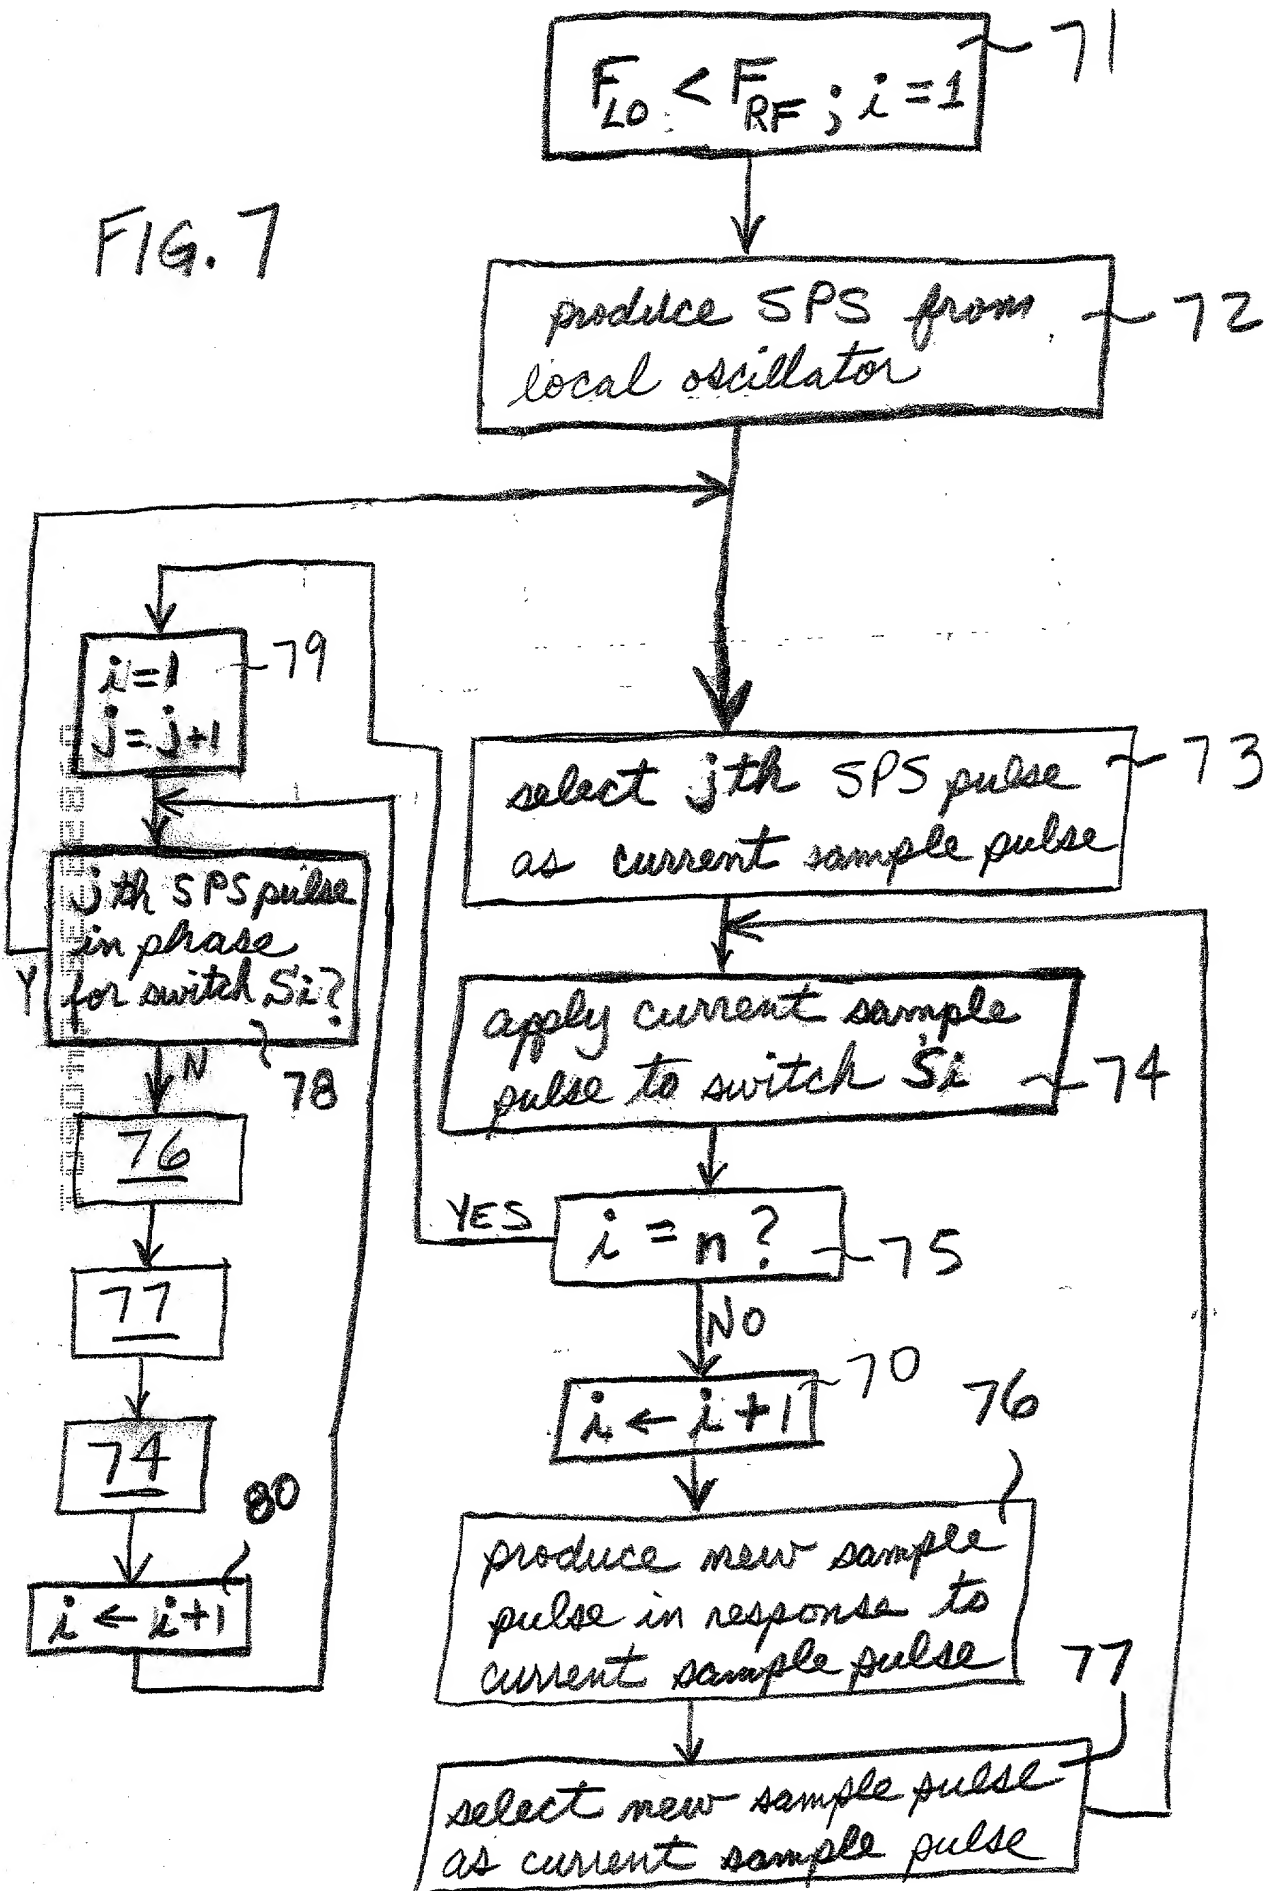 FIG. 7
F_LO < F_RF ; i = 1
71
produce SPS from
local oscillator
72
select jth SPS pulse
as current sample pulse
73
apply current sample
pulse to switch Si
74
i = n ?
75
YES
NO
i ← i + 1
70
76
produce new sample
pulse in response to
current sample pulse
77
select new sample pulse
as current sample pulse
i = 1
j = j + 1
79
jth SPS pulse
in phase
for switch Si?
78
Y
N
76
77
74
80
i ← i+1